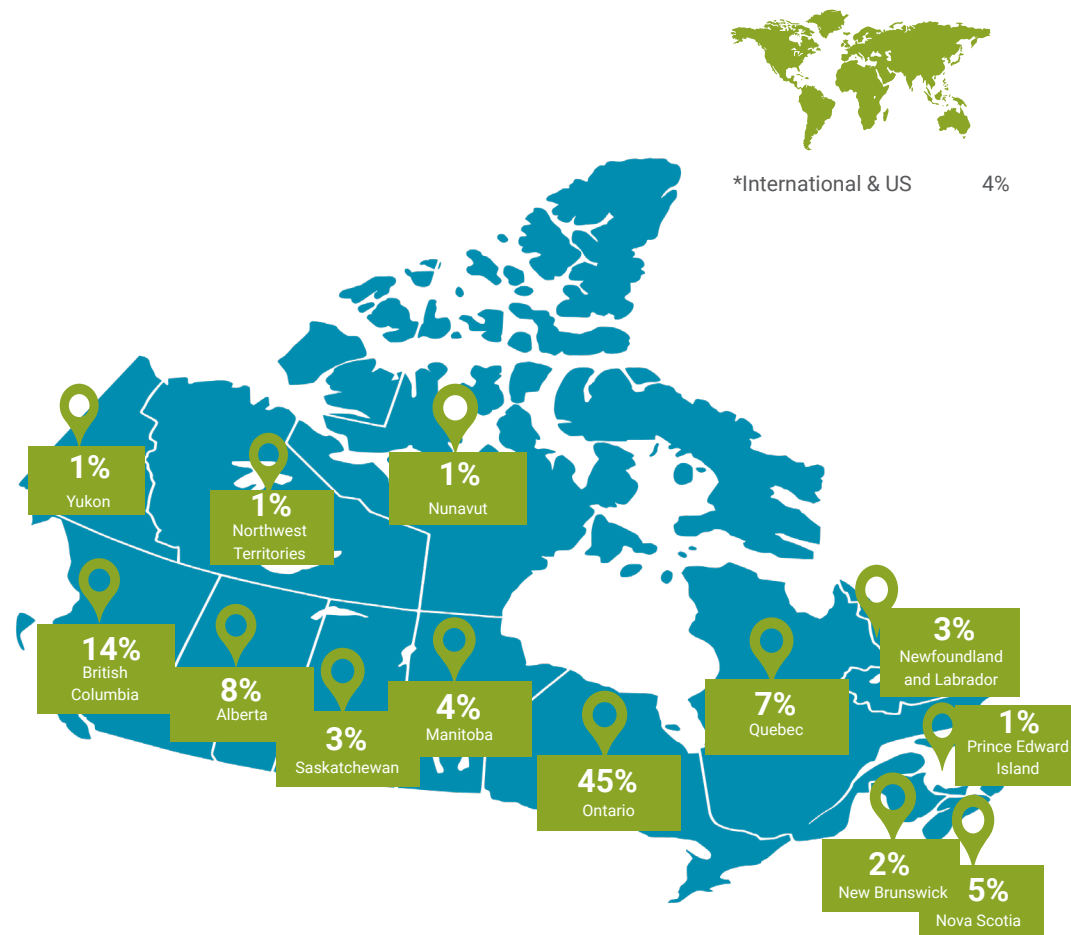 *International & US 4%
1%
Yukon
1%
Northwest
Territories
1%
Nunavut
14%
British
Columbia
8%
Alberta
3%
Saskatchewan
4%
Manitoba
45%
Ontario
7%
Quebec
3%
Newfoundland
and Labrador
1%
Prince Edward
Island
2%
New Brunswick
5%
Nova Scotia